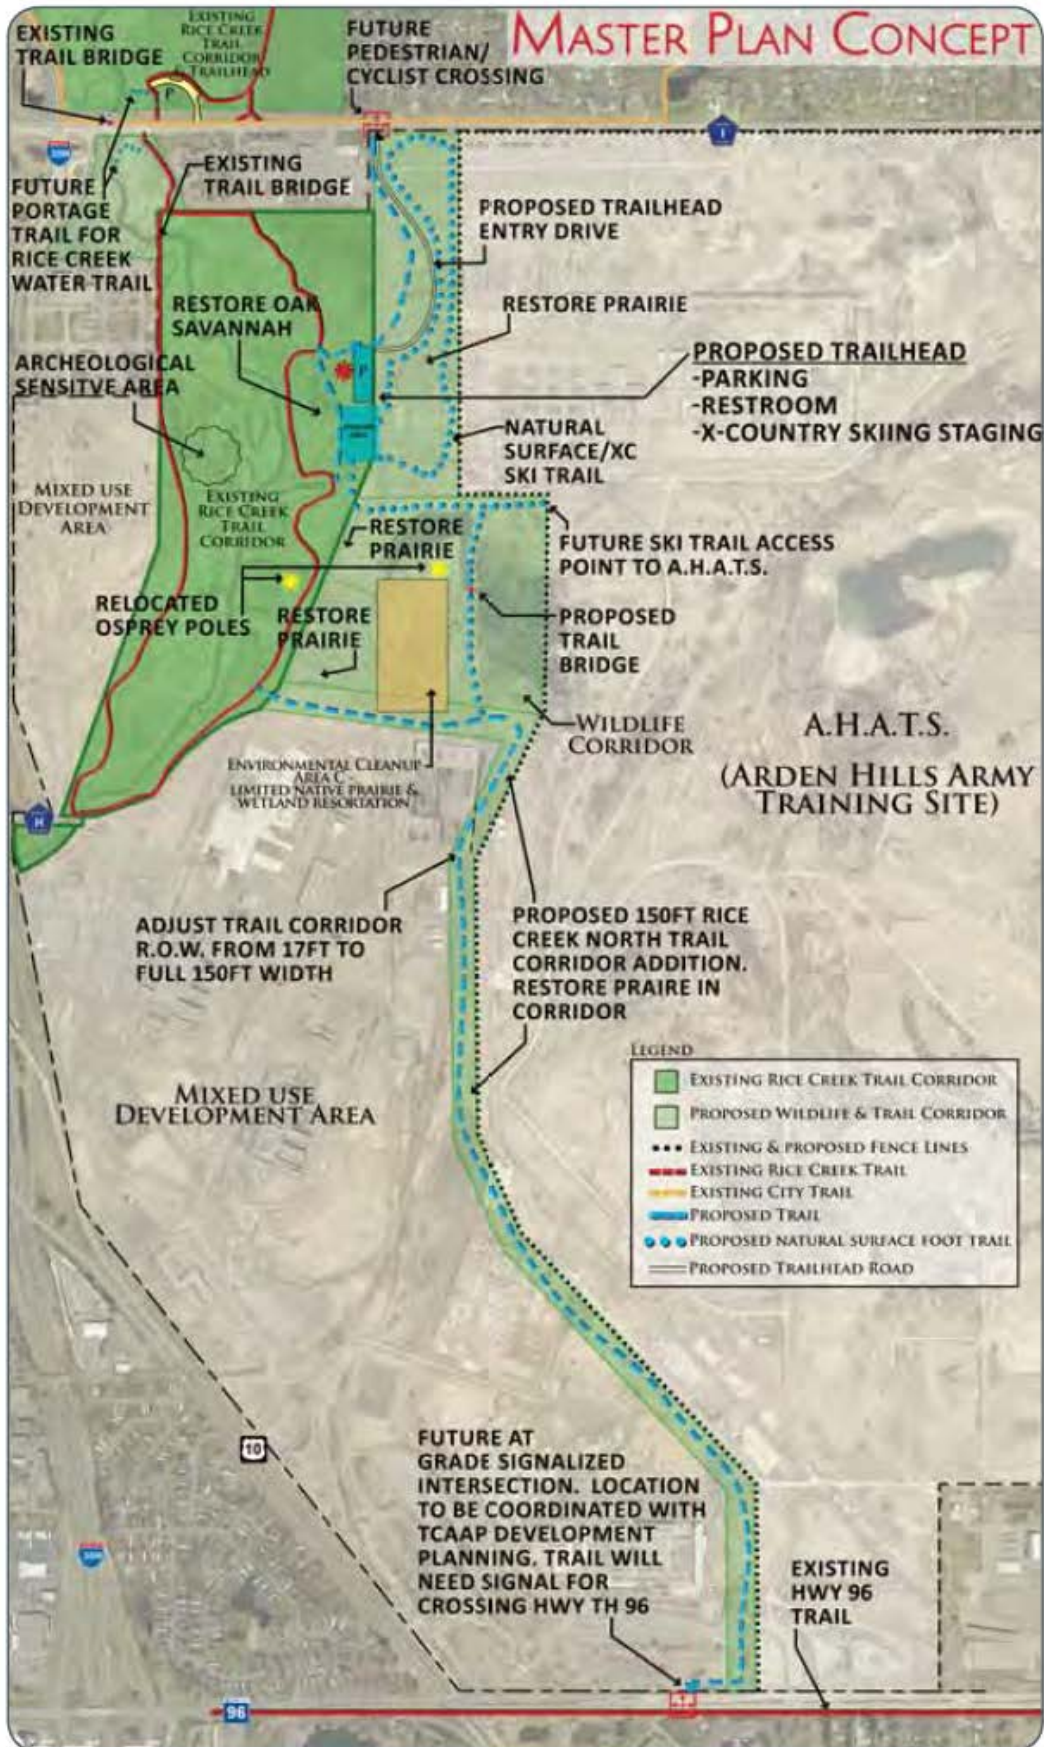 MASTER PLAN CONCEPT
EXISTING
TRAIL BRIDGE
EXISTING
RICE CREEK
TRAIL
CORRIDOR
& TRAILHEAD
P
FUTURE
PEDESTRIAN/
CYCLIST CROSSING
I
EXISTING
TRAIL BRIDGE
FUTURE
PORTAGE
TRAIL FOR
RICE CREEK
WATER TRAIL
PROPOSED TRAILHEAD
ENTRY DRIVE
RESTORE OAK
SAVANNAH
RESTORE PRAIRIE
ARCHEOLOGICAL
SENSITVE AREA
P
PROPOSED TRAILHEAD
-PARKING
-RESTROOM
-X-COUNTRY SKIING STAGING
NATURAL
SURFACE/XC
SKI TRAIL
MIXED USE
DEVELOPMENT
AREA
EXISTING
RICE CREEK
TRAIL
CORRIDOR
RESTORE
PRAIRIE
FUTURE SKI TRAIL ACCESS
POINT TO A.H.A.T.S.
RELOCATED
OSPREY POLES
RESTORE
PRAIRIE
PROPOSED
TRAIL
BRIDGE
WILDLIFE
CORRIDOR
A.H.A.T.S.
(ARDEN HILLS ARMY
TRAINING SITE)
ENVIRONMENTAL CLEANUP
AREA C -
LIMITED NATIVE PRAIRIE &
WETLAND RESORTATION
H
ADJUST TRAIL CORRIDOR
R.O.W. FROM 17FT TO
FULL 150FT WIDTH
PROPOSED 150FT RICE
CREEK NORTH TRAIL
CORRIDOR ADDITION.
RESTORE PRAIRE IN
CORRIDOR
MIXED USE
DEVELOPMENT AREA
LEGEND
EXISTING RICE CREEK TRAIL CORRIDOR
PROPOSED WILDLIFE & TRAIL CORRIDOR
EXISTING & PROPOSED FENCE LINES
EXISTING RICE CREEK TRAIL
EXISTING CITY TRAIL
PROPOSED TRAIL
PROPOSED NATURAL SURFACE FOOT TRAIL
PROPOSED TRAILHEAD ROAD
10
FUTURE AT
GRADE SIGNALIZED
INTERSECTION. LOCATION
TO BE COORDINATED WITH
TCAAP DEVELOPMENT
PLANNING. TRAIL WILL
NEED SIGNAL FOR
CROSSING HWY TH 96
EXISTING
HWY 96
TRAIL
96